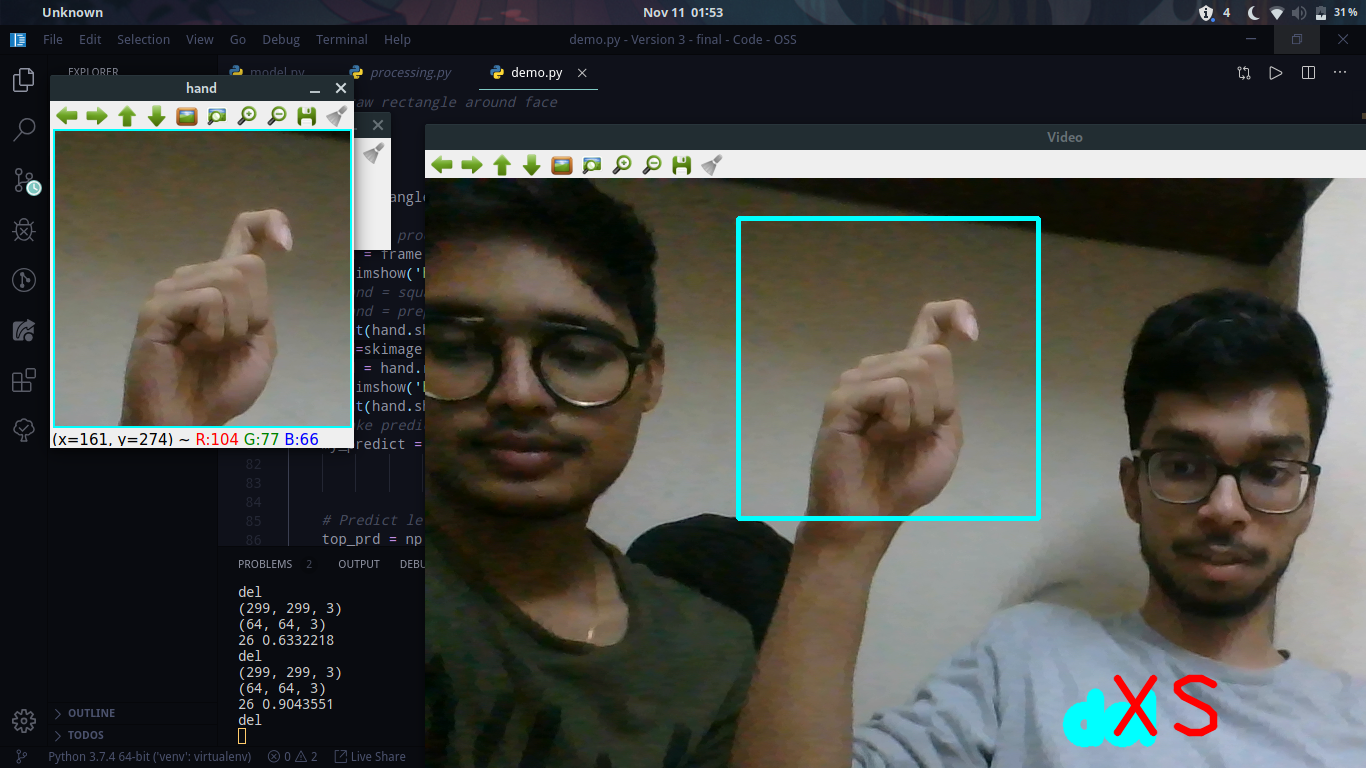 Unknown
Nov 11 01:53
4
31%
File Edit Selection View Go Debug Terminal Help
demo.py - Version 3 - final - Code - OSS
EXPLORER
model.py
processing.py
demo.py
hand
aw rectangle around face
Video
angle
pro
= frame
imshow('h
nd = squ
nd = prep
t(hand.sh
=skimage
= hand.r
imshow('h
t(hand.sh
ke predic
y_predict =
(x=161, y=274) ~ R:104 G:77 B:66
82
83
84
85 # Predict le
86 top_prd = np
PROBLEMS 2 OUTPUT DEBU
del
(299, 299, 3)
(64, 64, 3)
26 0.6332218
del
(299, 299, 3)
(64, 64, 3)
26 0.9043551
del
del X S
OUTLINE
TODOS
Python 3.7.4 64-bit ('venv': virtualenv) 0 2 Live Share